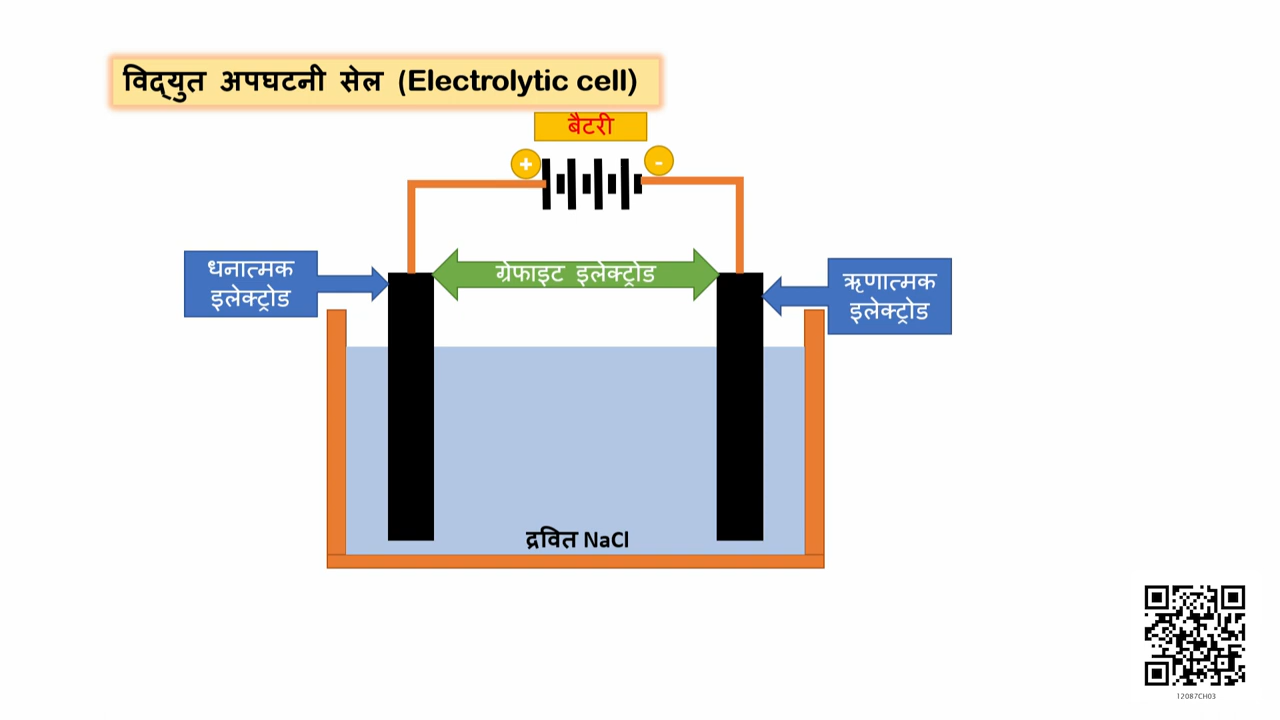 विद्युत अपघटनी सेल (Electrolytic cell)
बैटरी
+
-
धनात्मक
इलेक्ट्रोड
ग्रेफाइट इलेक्ट्रोड
ऋणात्मक
इलेक्ट्रोड
द्रवित NaCl
12087CH03